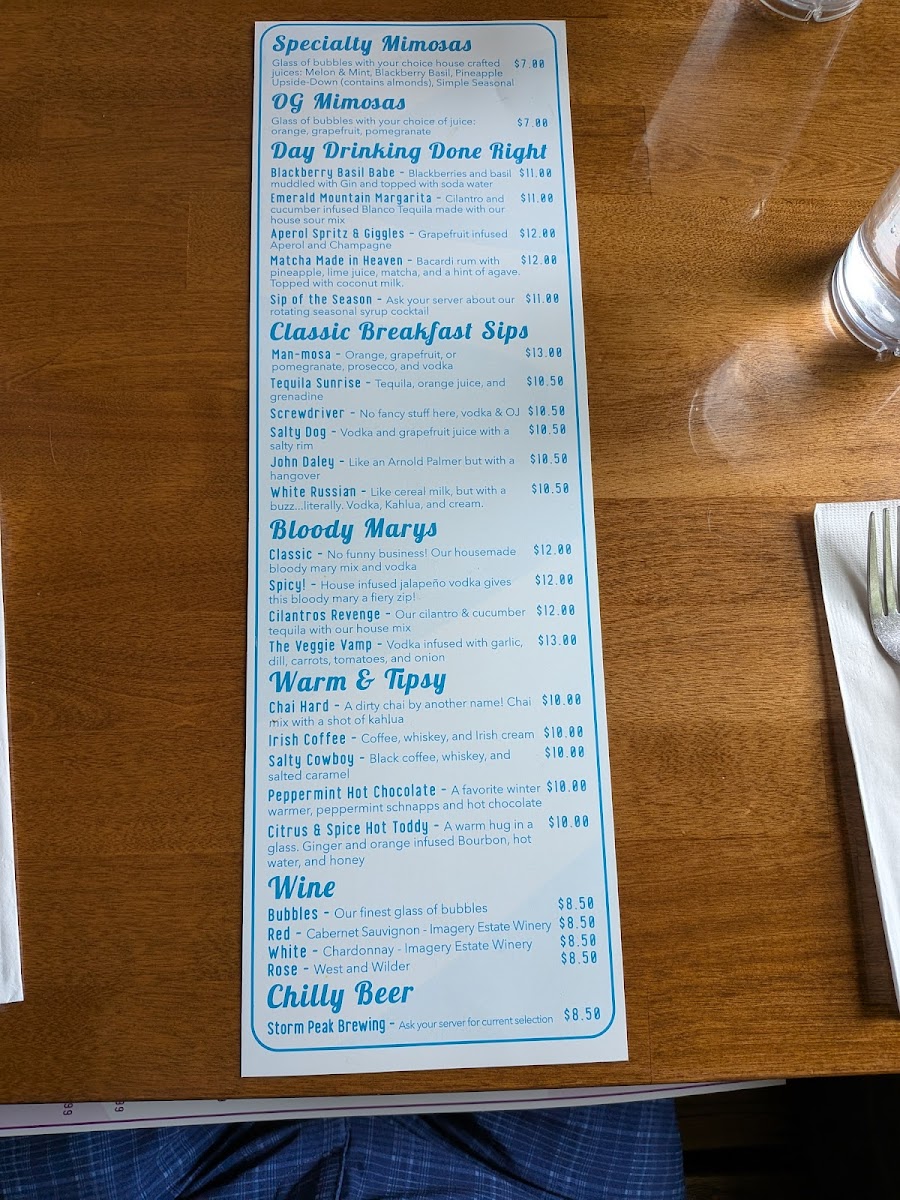 Specialty Mimosas
Glass of bubbles with your choice house crafted $7.00
juices: Melon & Mint, Blackberry Basil, Pineapple
Upside-Down (contains almonds), Simple Seasonal
OG Mimosas
Glass of bubbles with your choice of juice: $7.00
orange, grapefruit, pomegranate
Day Drinking Done Right
Blackberry Basil Babe - Blackberries and basil $11.00
muddled with Gin and topped with soda water
Emerald Mountain Margarita - Cilantro and $11.00
cucumber infused Blanco Tequila made with our
house sour mix
Aperol Spritz & Giggles - Grapefruit infused $12.00
Aperol and Champagne
Matcha Made in Heaven - Bacardi rum with $12.00
pineapple, lime juice, matcha, and a hint of agave.
Topped with coconut milk.
Sip of the Season - Ask your server about our $11.00
rotating seasonal syrup cocktail
Classic Breakfast Sips
Man-mosa - Orange, grapefruit, or $13.00
pomegranate, prosecco, and vodka
Tequila Sunrise - Tequila, orange juice, and $10.50
grenadine
Screwdriver - No fancy stuff here, vodka & OJ $10.50
Salty Dog - Vodka and grapefruit juice with a $10.50
salty rim
John Daley - Like an Arnold Palmer but with a $10.50
hangover
White Russian - Like cereal milk, but with a $10.50
buzz...literally. Vodka, Kahlua, and cream.
Bloody Marys
Classic - No funny business! Our housemade $12.00
bloody mary mix and vodka
Spicy! - House infused jalapeño vodka gives $12.00
this bloody mary a fiery zip!
Cilantros Revenge - Our cilantro & cucumber $12.00
tequila with our house mix
The Veggie Vamp - Vodka infused with garlic, $13.00
dill, carrots, tomatoes, and onion
Warm & Tipsy
Chai Hard - A dirty chai by another name! Chai $10.00
mix with a shot of kahlua
Irish Coffee - Coffee, whiskey, and Irish cream $10.00
Salty Cowboy - Black coffee, whiskey, and $10.00
salted caramel
Peppermint Hot Chocolate - A favorite winter $10.00
warmer, peppermint schnapps and hot chocolate
Citrus & Spice Hot Toddy - A warm hug in a $10.00
glass. Ginger and orange infused Bourbon, hot
water, and honey
Wine
Bubbles - Our finest glass of bubbles $8.50
Red - Cabernet Sauvignon - Imagery Estate Winery $8.50
White - Chardonnay - Imagery Estate Winery $8.50
Rose - West and Wilder $8.50
Chilly Beer
Storm Peak Brewing - Ask your server for current selection $8.50